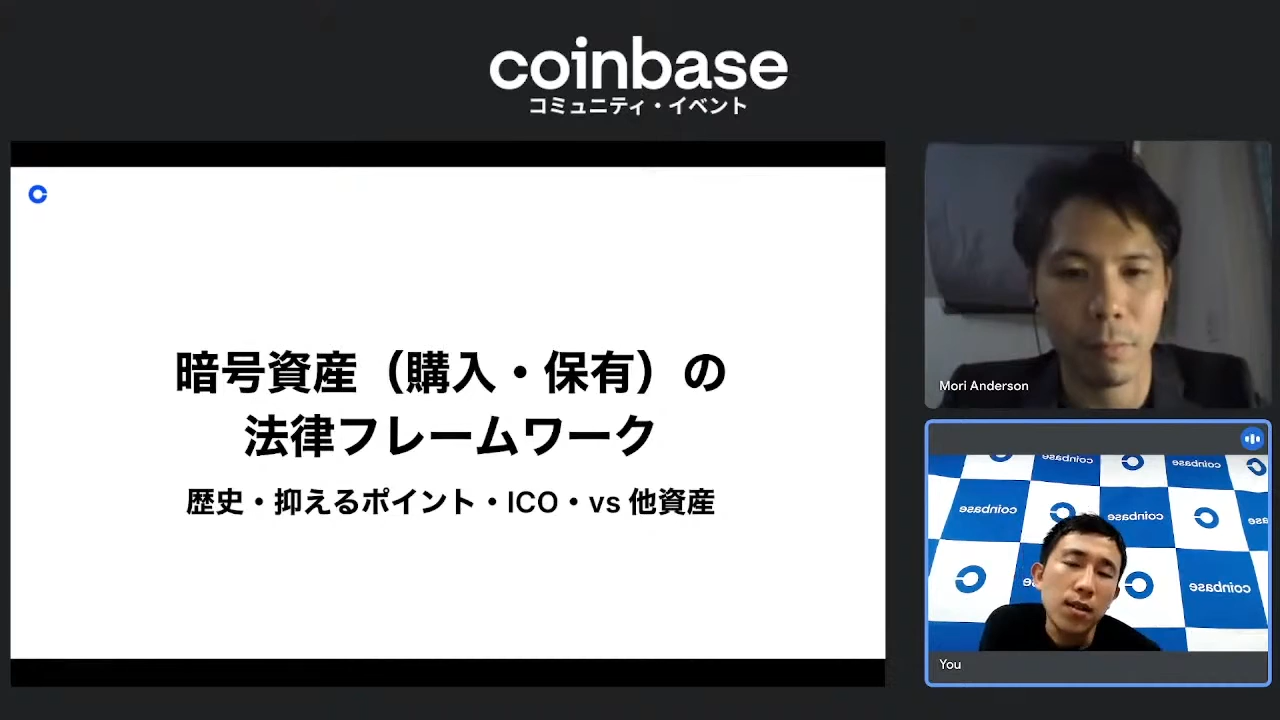 coinbase
コミュニティ・イベント
暗号資産（購入・保有）の
法律フレームワーク
歴史・抑えるポイント・ICO・vs 他資産
Mori Anderson
coinbase
coinbase
coinbase
coinbase
coinbase
You